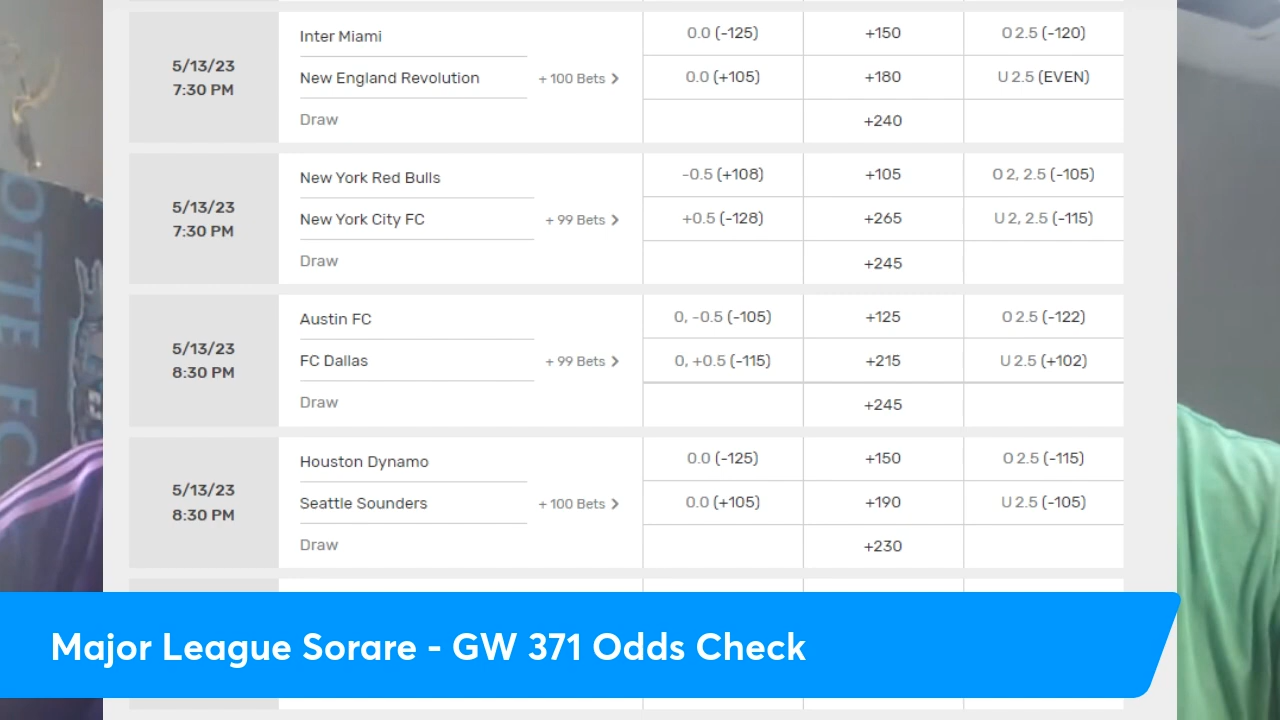 5/13/23
7:30 PM
Inter Miami
New England Revolution
Draw
+ 100 Bets
0.0 (-125) +150 O 2.5 (-120)
0.0 (+105) +180 U 2.5 (EVEN)
+240
5/13/23
7:30 PM
New York Red Bulls
New York City FC
Draw
+ 99 Bets
-0.5 (+108) +105 O 2, 2.5 (-105)
+0.5 (-128) +265 U 2, 2.5 (-115)
+245
5/13/23
8:30 PM
Austin FC
FC Dallas
Draw
+ 99 Bets
0, -0.5 (-105) +125 O 2.5 (-122)
0, +0.5 (-115) +215 U 2.5 (+102)
+245
5/13/23
8:30 PM
Houston Dynamo
Seattle Sounders
Draw
+ 100 Bets
0.0 (-125) +150 O 2.5 (-115)
0.0 (+105) +190 U 2.5 (-105)
+230
OTTE FC
Major League Sorare - GW 371 Odds Check